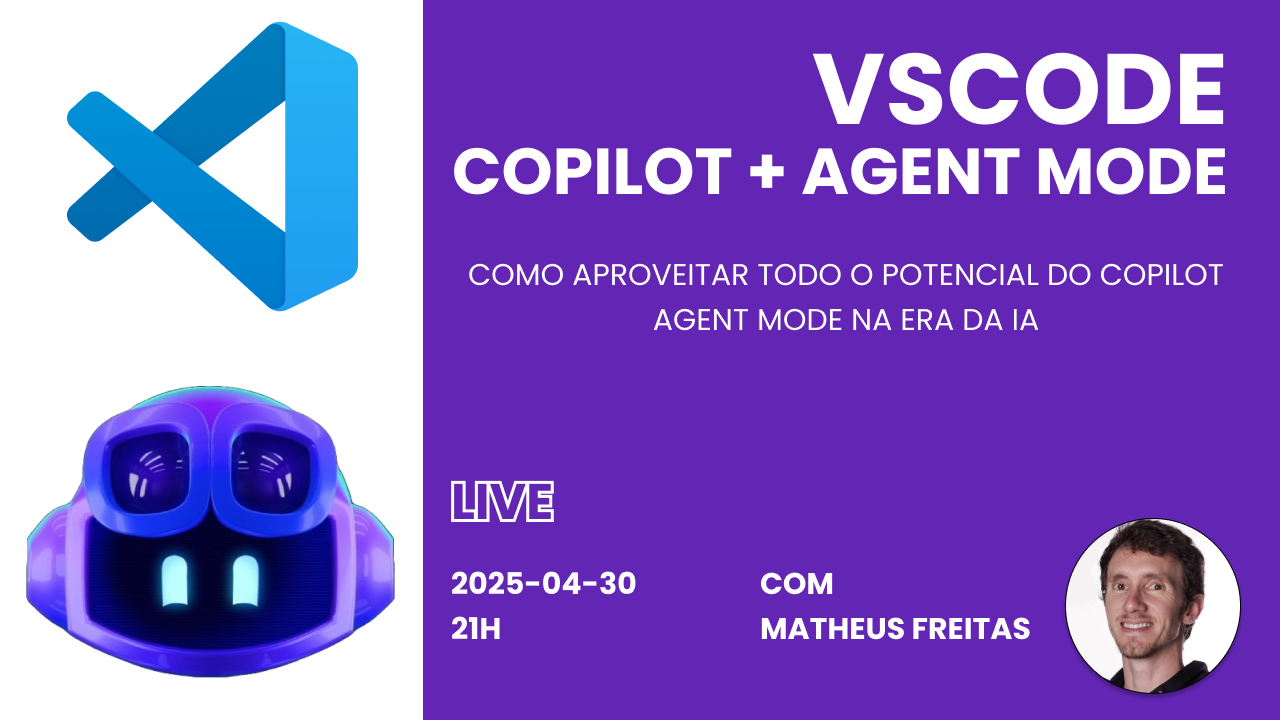 VSCODE
COPILOT + AGENT MODE
COMO APROVEITAR TODO O POTENCIAL DO COPILOT
AGENT MODE NA ERA DA IA
LIVE
2025-04-30
21H
COM
MATHEUS FREITAS